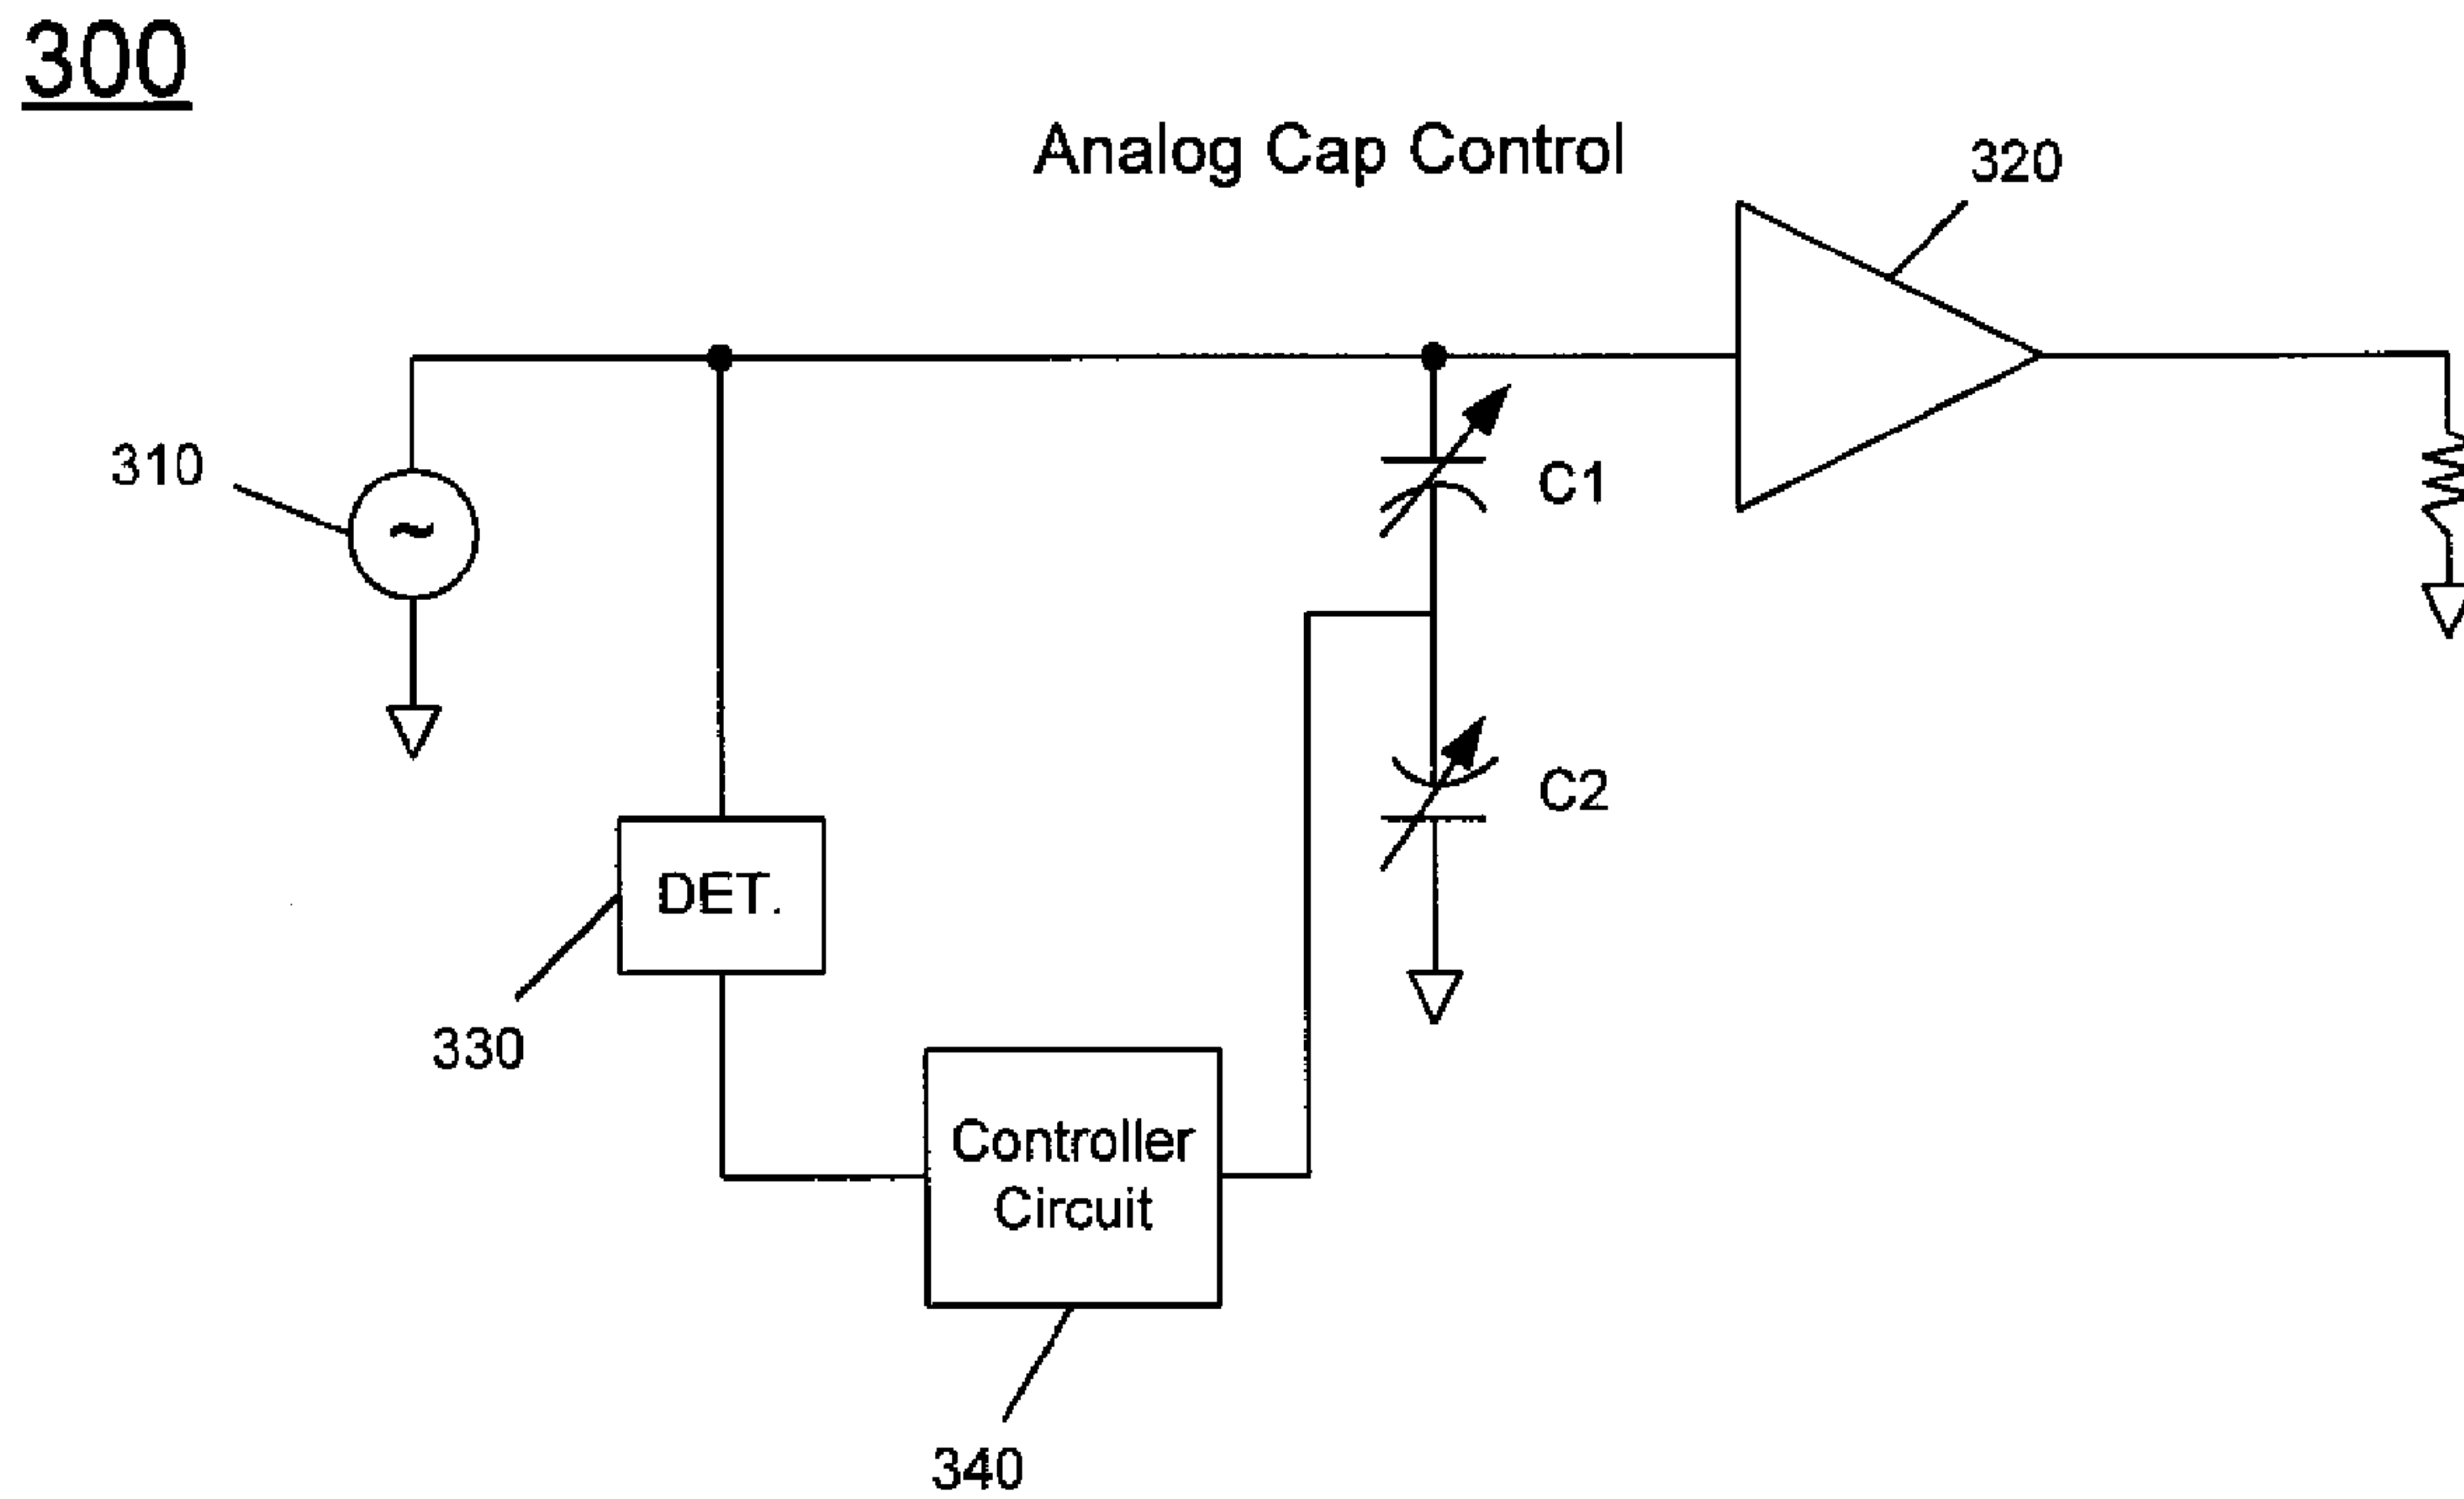 300
Analog Cap Control
320
310
~
C1
C2
DET.
330
Controller
Circuit
340